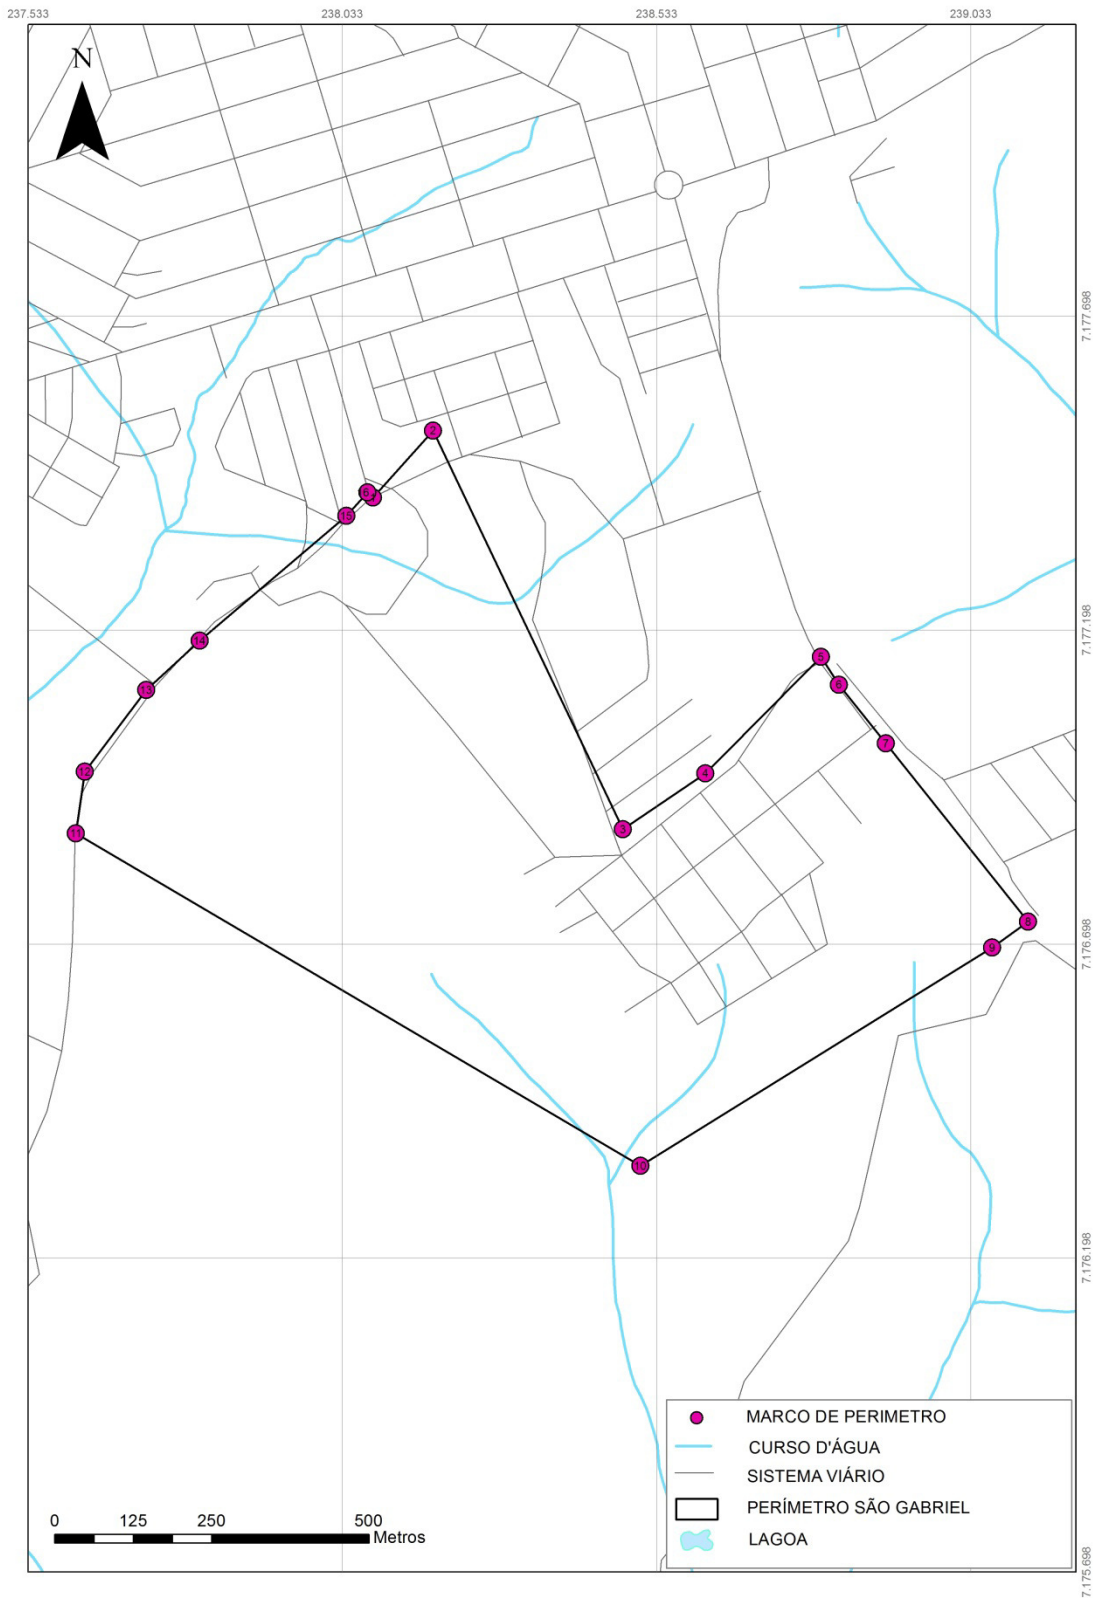 237.533 238.033 238.533 239.033
N
7.177.698
2
15
7.177.198
14
5
13
6
7
12
4
11
3
8
7.176.698
9
10
7.176.198
MARCO DE PERIMETRO
CURSO D'ÁGUA
SISTEMA VIÁRIO
PERÍMETRO SÃO GABRIEL
LAGOA
0 125 250 500
Metros
7.175.698